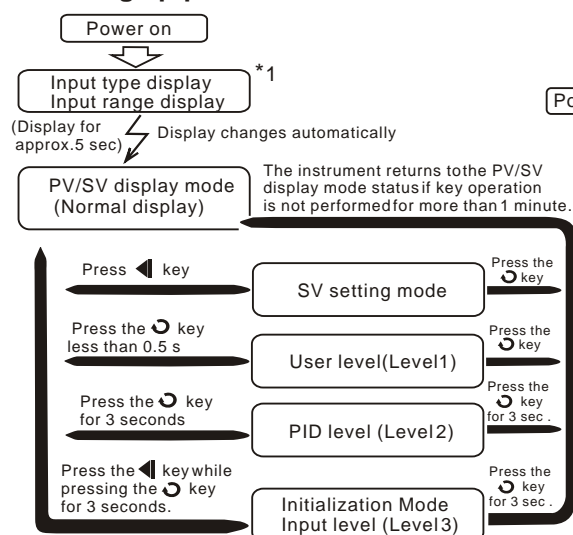 Power on
Input type display
Input range display
*1
(Display for
approx.5 sec)
Display changes automatically
Po
PV/SV display mode
(Normal display)
The instrument returns to the PV/SV
display mode status if key operation
is not performed for more than 1 minute.
Press key
SV setting mode
Press the
key
Press the key
less than 0.5 s
User level(Level1)
Press the
key
Press the key
for 3 seconds
PID level (Level2)
Press the
key
for 3 sec .
Press the key while
pressing the key
for 3 seconds.
Initialization Mode
Input level (Level3)
Press the
key
for 3 sec .